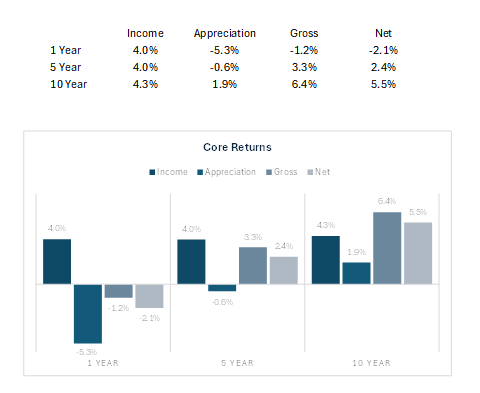 Income Appreciation Gross Net
1 Year 4.0% -5.3% -1.2% -2.1%
5 Year 4.0% -0.6% 3.3% 2.4%
10 Year 4.3% 1.9% 6.4% 5.5%
Core Returns
Income Appreciation Gross Net
4.0% -5.3% -1.2% -2.1%
4.0% -0.6% 3.3% 2.4%
4.3% 1.9% 6.4% 5.5%
1 YEAR 5 YEAR 10 YEAR